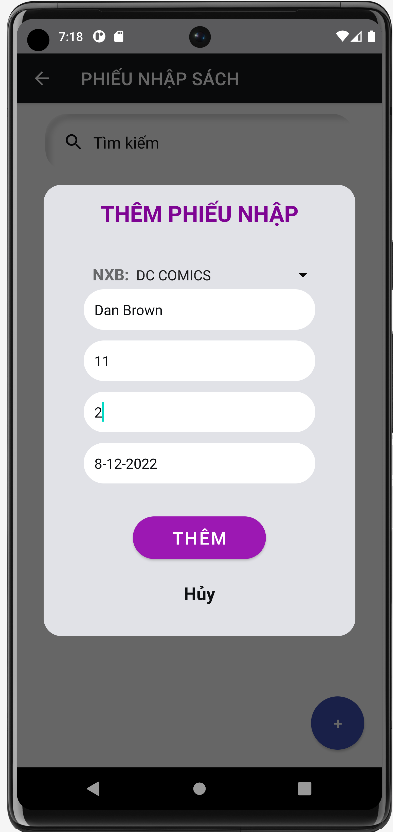 7:18
PHIẾU NHẬP SÁCH
Tìm kiếm
THÊM PHIẾU NHẬP
NXB: DC COMICS
Dan Brown
11
2
8-12-2022
THÊM
Hủy
+